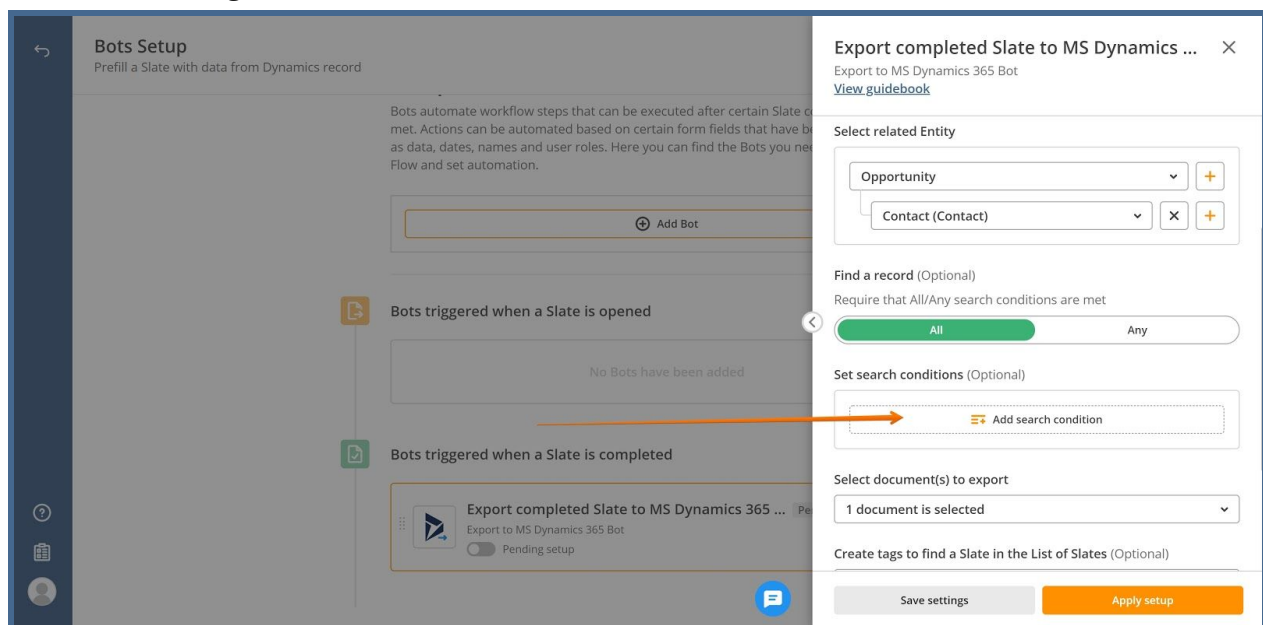 Bots Setup
Prefill a Slate with data from Dynamics record
Bots automate workflow steps that can be executed after certain Slate
met. Actions can be automated based on certain form fields that have
as data, dates, names and user roles. Here you can find the Bots you
Flow and set automation.
Add Bot
Bots triggered when a Slate is opened
No Bots have been added
Bots triggered when a Slate is completed
Export completed Slate to MS Dynamics 365 ...
Export to MS Dynamics 365 Bot
Pending setup
Export completed Slate to MS Dynamics ...
Export to MS Dynamics 365 Bot
View guidebook
Select related Entity
Opportunity
Contact (Contact)
Find a record (Optional)
Require that All/Any search conditions are met
All Any
Set search conditions (Optional)
Add search condition
Select document(s) to export
1 document is selected
Create tags to find a Slate in the List of Slates (Optional)
Save settings Apply setup